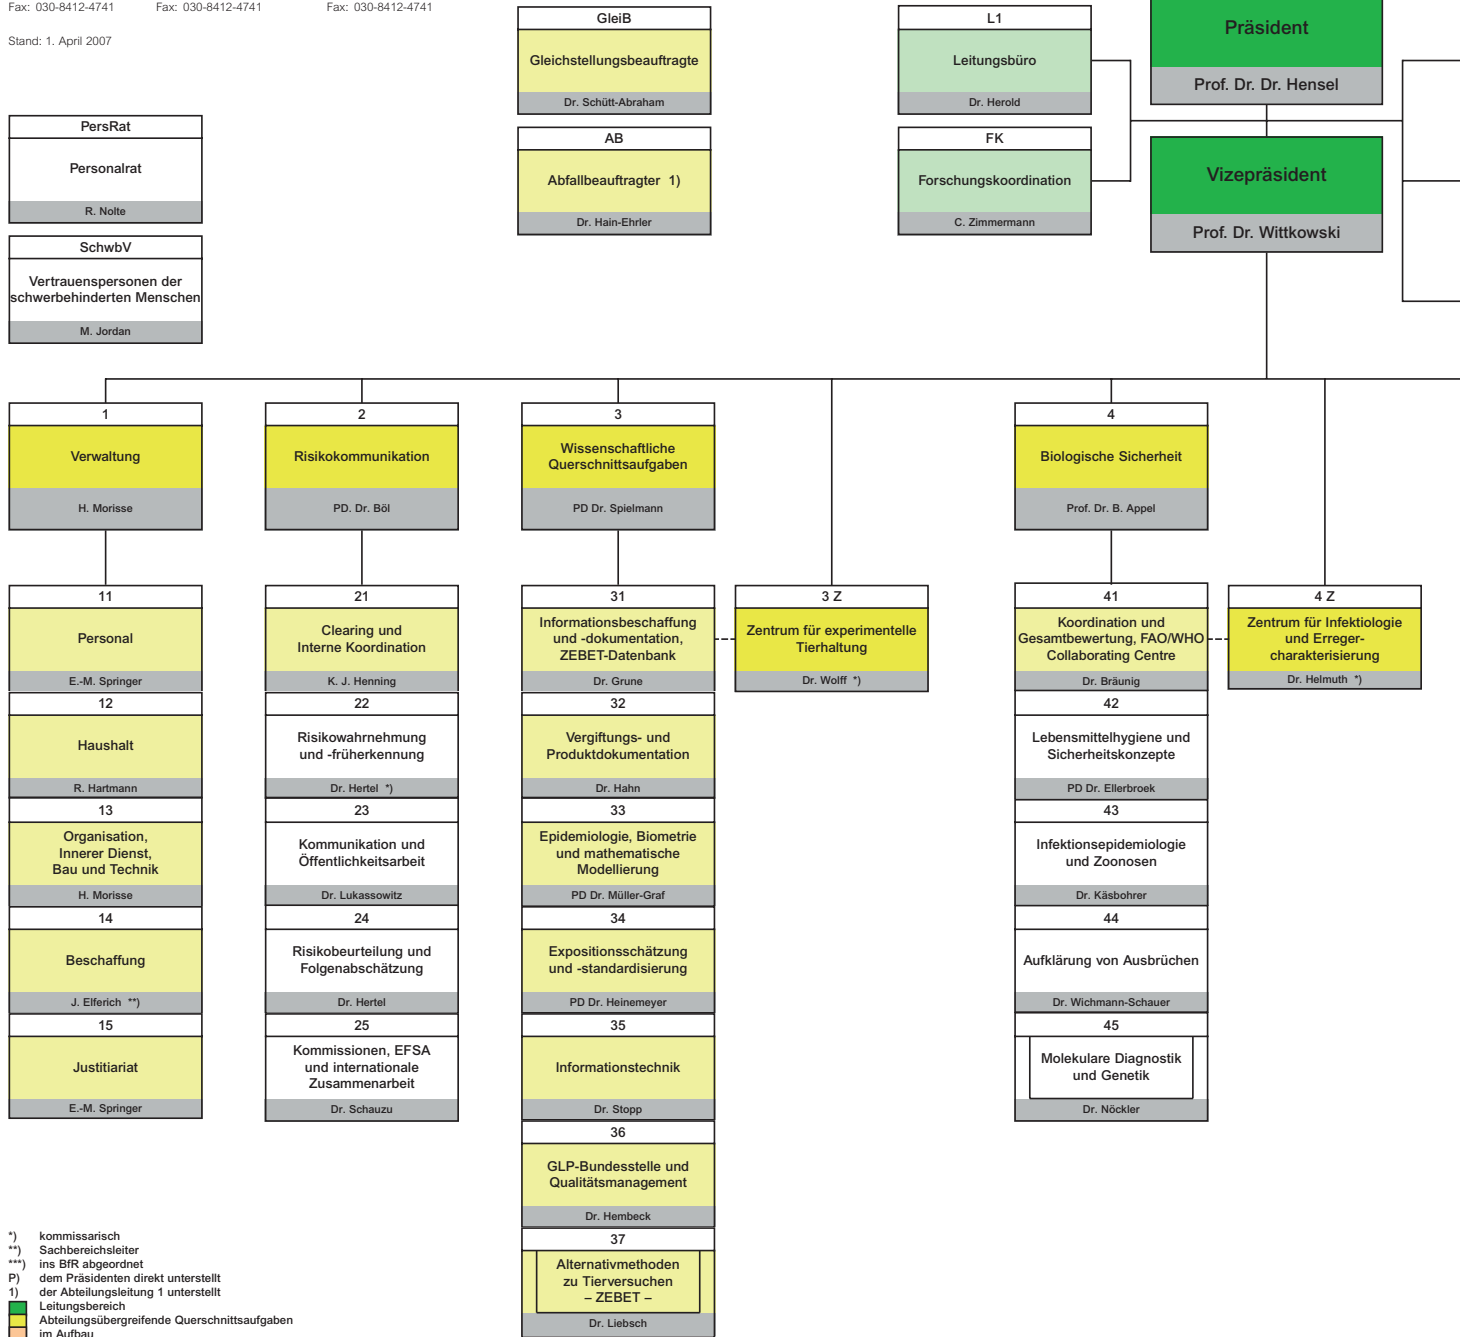 Fax: 030-8412-4741 Fax: 030-8412-4741 Fax: 030-8412-4741
Stand: 1. April 2007
GleiB
Gleichstellungsbeauftragte
Dr. Schütt-Abraham
L1
Leitungsbüro
Dr. Herold
Präsident
Prof. Dr. Dr. Hensel
PersRat
Personalrat
R. Nolte
AB
Abfallbeauftragter 1)
Dr. Hain-Ehrler
FK
Forschungskoordination
C. Zimmermann
Vizepräsident
Prof. Dr. Wittkowski
SchwbV
Vertrauenspersonen der
schwerbehinderten Menschen
M. Jordan
1
Verwaltung
H. Morisse
2
Risikokommunikation
PD. Dr. Böl
3
Wissenschaftliche
Querschnittsaufgaben
PD Dr. Spielmann
4
Biologische Sicherheit
Prof. Dr. B. Appel
11
Personal
E.-M. Springer
12
Haushalt
R. Hartmann
13
Organisation,
Innerer Dienst,
Bau und Technik
H. Morisse
14
Beschaffung
J. Elferich **)
15
Justitiariat
E.-M. Springer
21
Clearing und
Interne Koordination
K. J. Henning
22
Risikowahrnehmung
und -früherkennung
Dr. Hertel *)
23
Kommunikation und
Öffentlichkeitsarbeit
Dr. Lukassowitz
24
Risikobeurteilung und
Folgenabschätzung
Dr. Hertel
25
Kommissionen, EFSA
und internationale
Zusammenarbeit
Dr. Schauzu
31
Informationsbeschaffung
und -dokumentation,
ZEBET-Datenbank
Dr. Grune
32
Vergiftungs- und
Produktdokumentation
Dr. Hahn
33
Epidemiologie, Biometrie
und mathematische
Modellierung
PD Dr. Müller-Graf
34
Expositionsschätzung
und -standardisierung
PD Dr. Heinemeyer
35
Informationstechnik
Dr. Stopp
36
GLP-Bundesstelle und
Qualitätsmanagement
Dr. Hembeck
37
Alternativmethoden
zu Tierversuchen
– ZEBET –
Dr. Liebsch
3 Z
Zentrum für experimentelle
Tierhaltung
Dr. Wolff *)
41
Koordination und
Gesamtbewertung, FAO/WHO
Collaborating Centre
Dr. Bräunig
42
Lebensmittelhygiene und
Sicherheitskonzepte
PD Dr. Ellerbroek
43
Infektionsepidemiologie
und Zoonosen
Dr. Käsbohrer
44
Aufklärung von Ausbrüchen
Dr. Wichmann-Schauer
45
Molekulare Diagnostik
und Genetik
Dr. Nöckler
4 Z
Zentrum für Infektiologie
und Erreger-
charakterisierung
Dr. Helmuth *)
*) kommissarisch
**) Sachbereichsleiter
***) ins BfR abgeordnet
P) dem Präsidenten direkt unterstellt
1) der Abteilungsleitung 1 unterstellt
Leitungsbereich
Abteilungsübergreifende Querschnittsaufgaben
im Aufbau